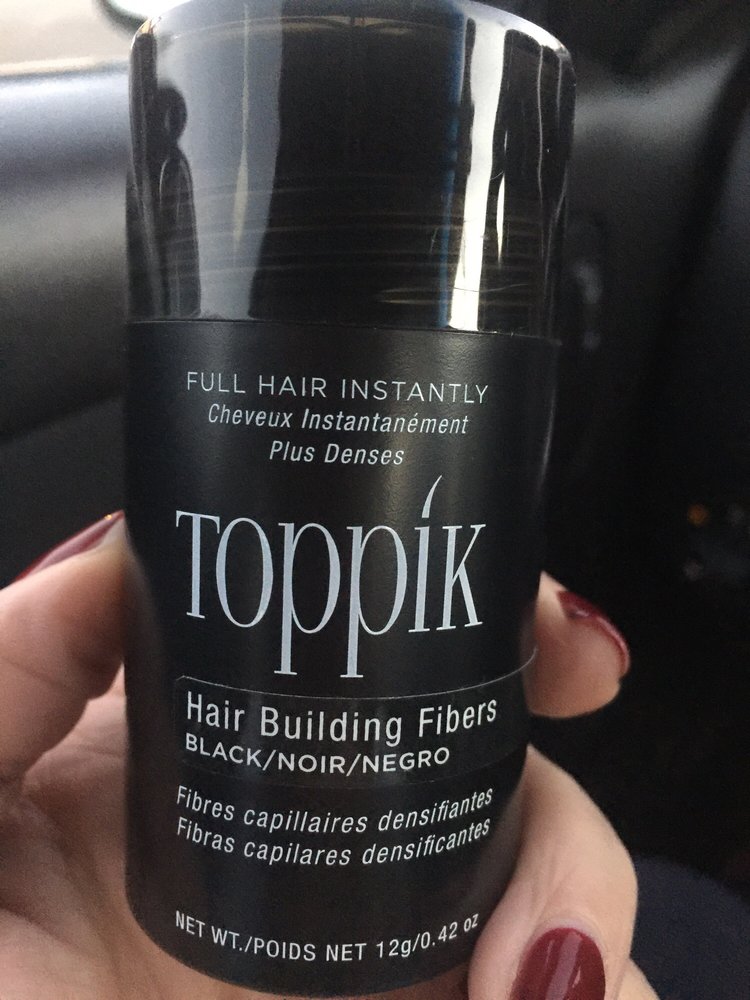 FULL HAIR INSTANTLY
Cheveux Instantanément
Plus Denses
Toppik
Hair Building Fibers
BLACK/NOIR/NEGRO
Fibres capillaires densifiantes
Fibras capilares densificantes
NET WT./POIDS NET 12g/0.42 oz